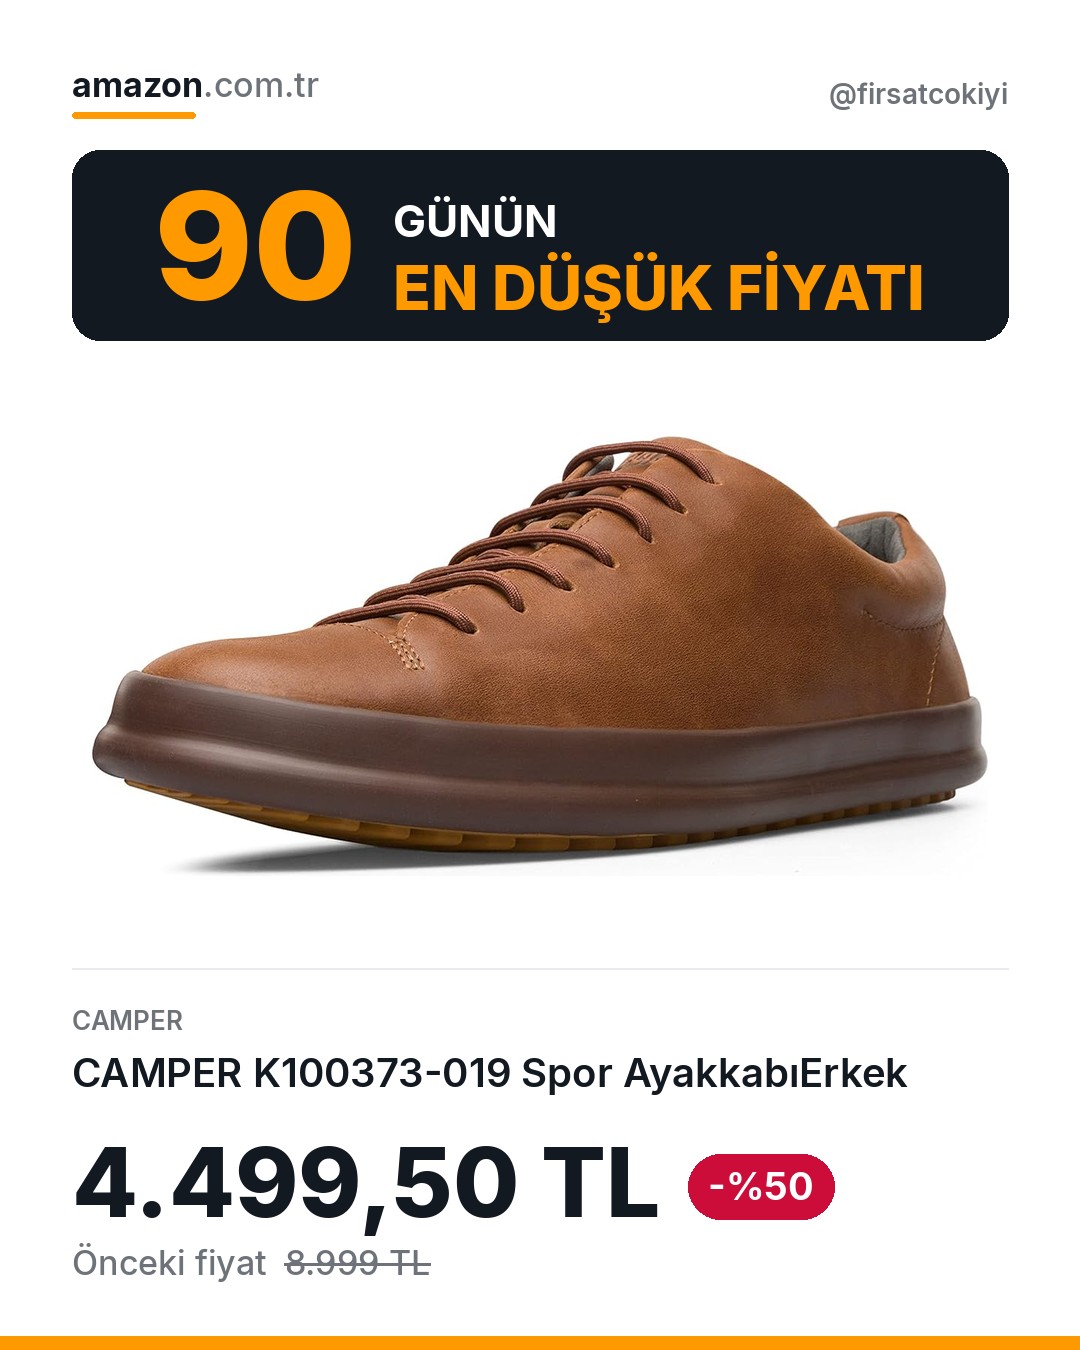 amazon.com.tr
@firsatcokiyi
90
GÜNÜN
EN DÜŞÜK FİYATI
CAMPER
CAMPER K100373-019 Spor AyakkabıErkek
4.499,50 TL
-%50
Önceki fiyat 8.999 TL